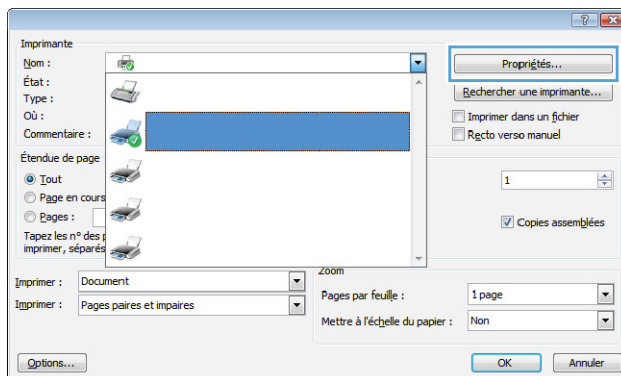 Imprimante
Nom :
Propriétés...
État :
Type :
Rechercher une imprimante...
Où :
Imprimer dans un fichier
Commentaire :
Recto verso manuel
Étendue de page
Tout
1
Page en cours
Pages :
Copies assemblées
Tapez les n° des
imprimer, séparés
Zoom
Imprimer :
Document
Pages par feuille :
1 page
Imprimer :
Pages paires et impaires
Mettre à l'échelle du papier :
Non
Options...
OK
Annuler